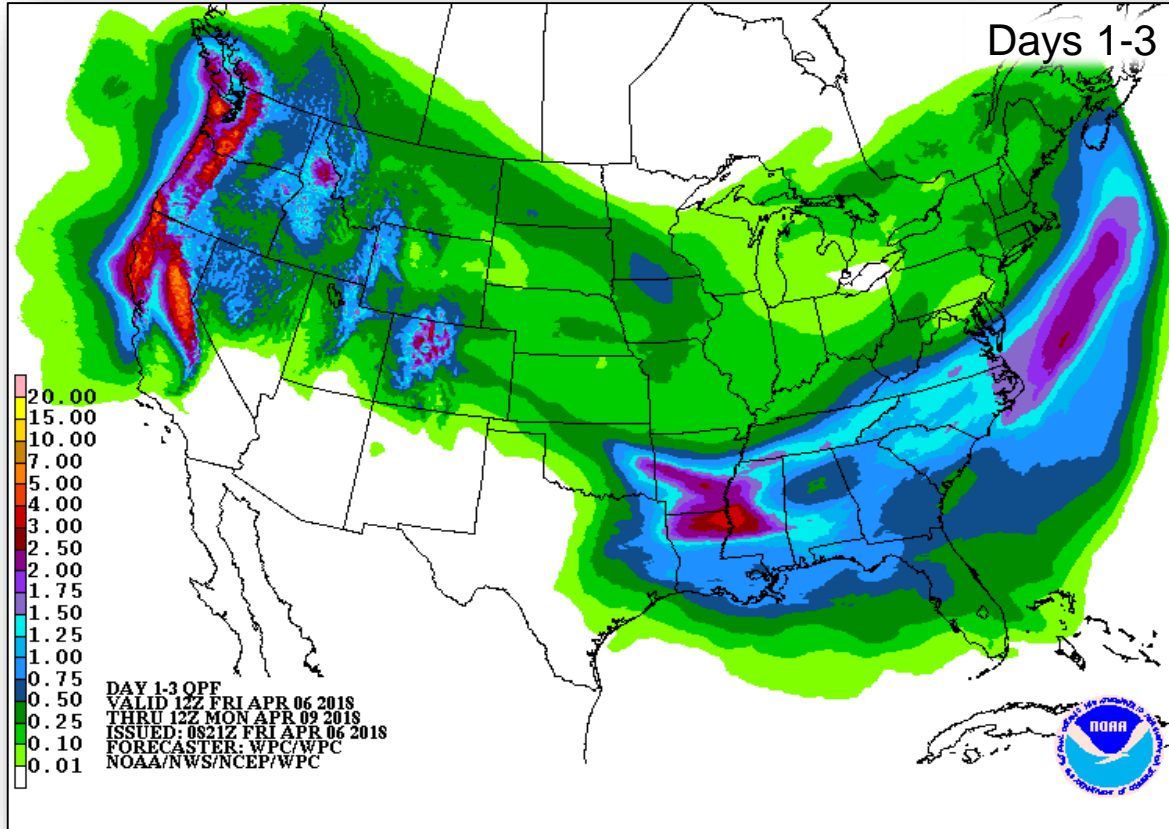 Days 1-3
20.00
15.00
10.00
7.00
5.00
4.00
3.00
2.50
2.00
1.75
1.50
1.25
1.00
0.75
0.50
0.25
0.10
0.01
DAY 1-3 QPF
VALID 12Z FRI APR 06 2018
THRU 12Z MON APR 09 2018
ISSUED: 0821Z FRI APR 06 2018
FORECASTER: WPC/WPC
NOAA/NWS/NCEP/WPC
NOAA